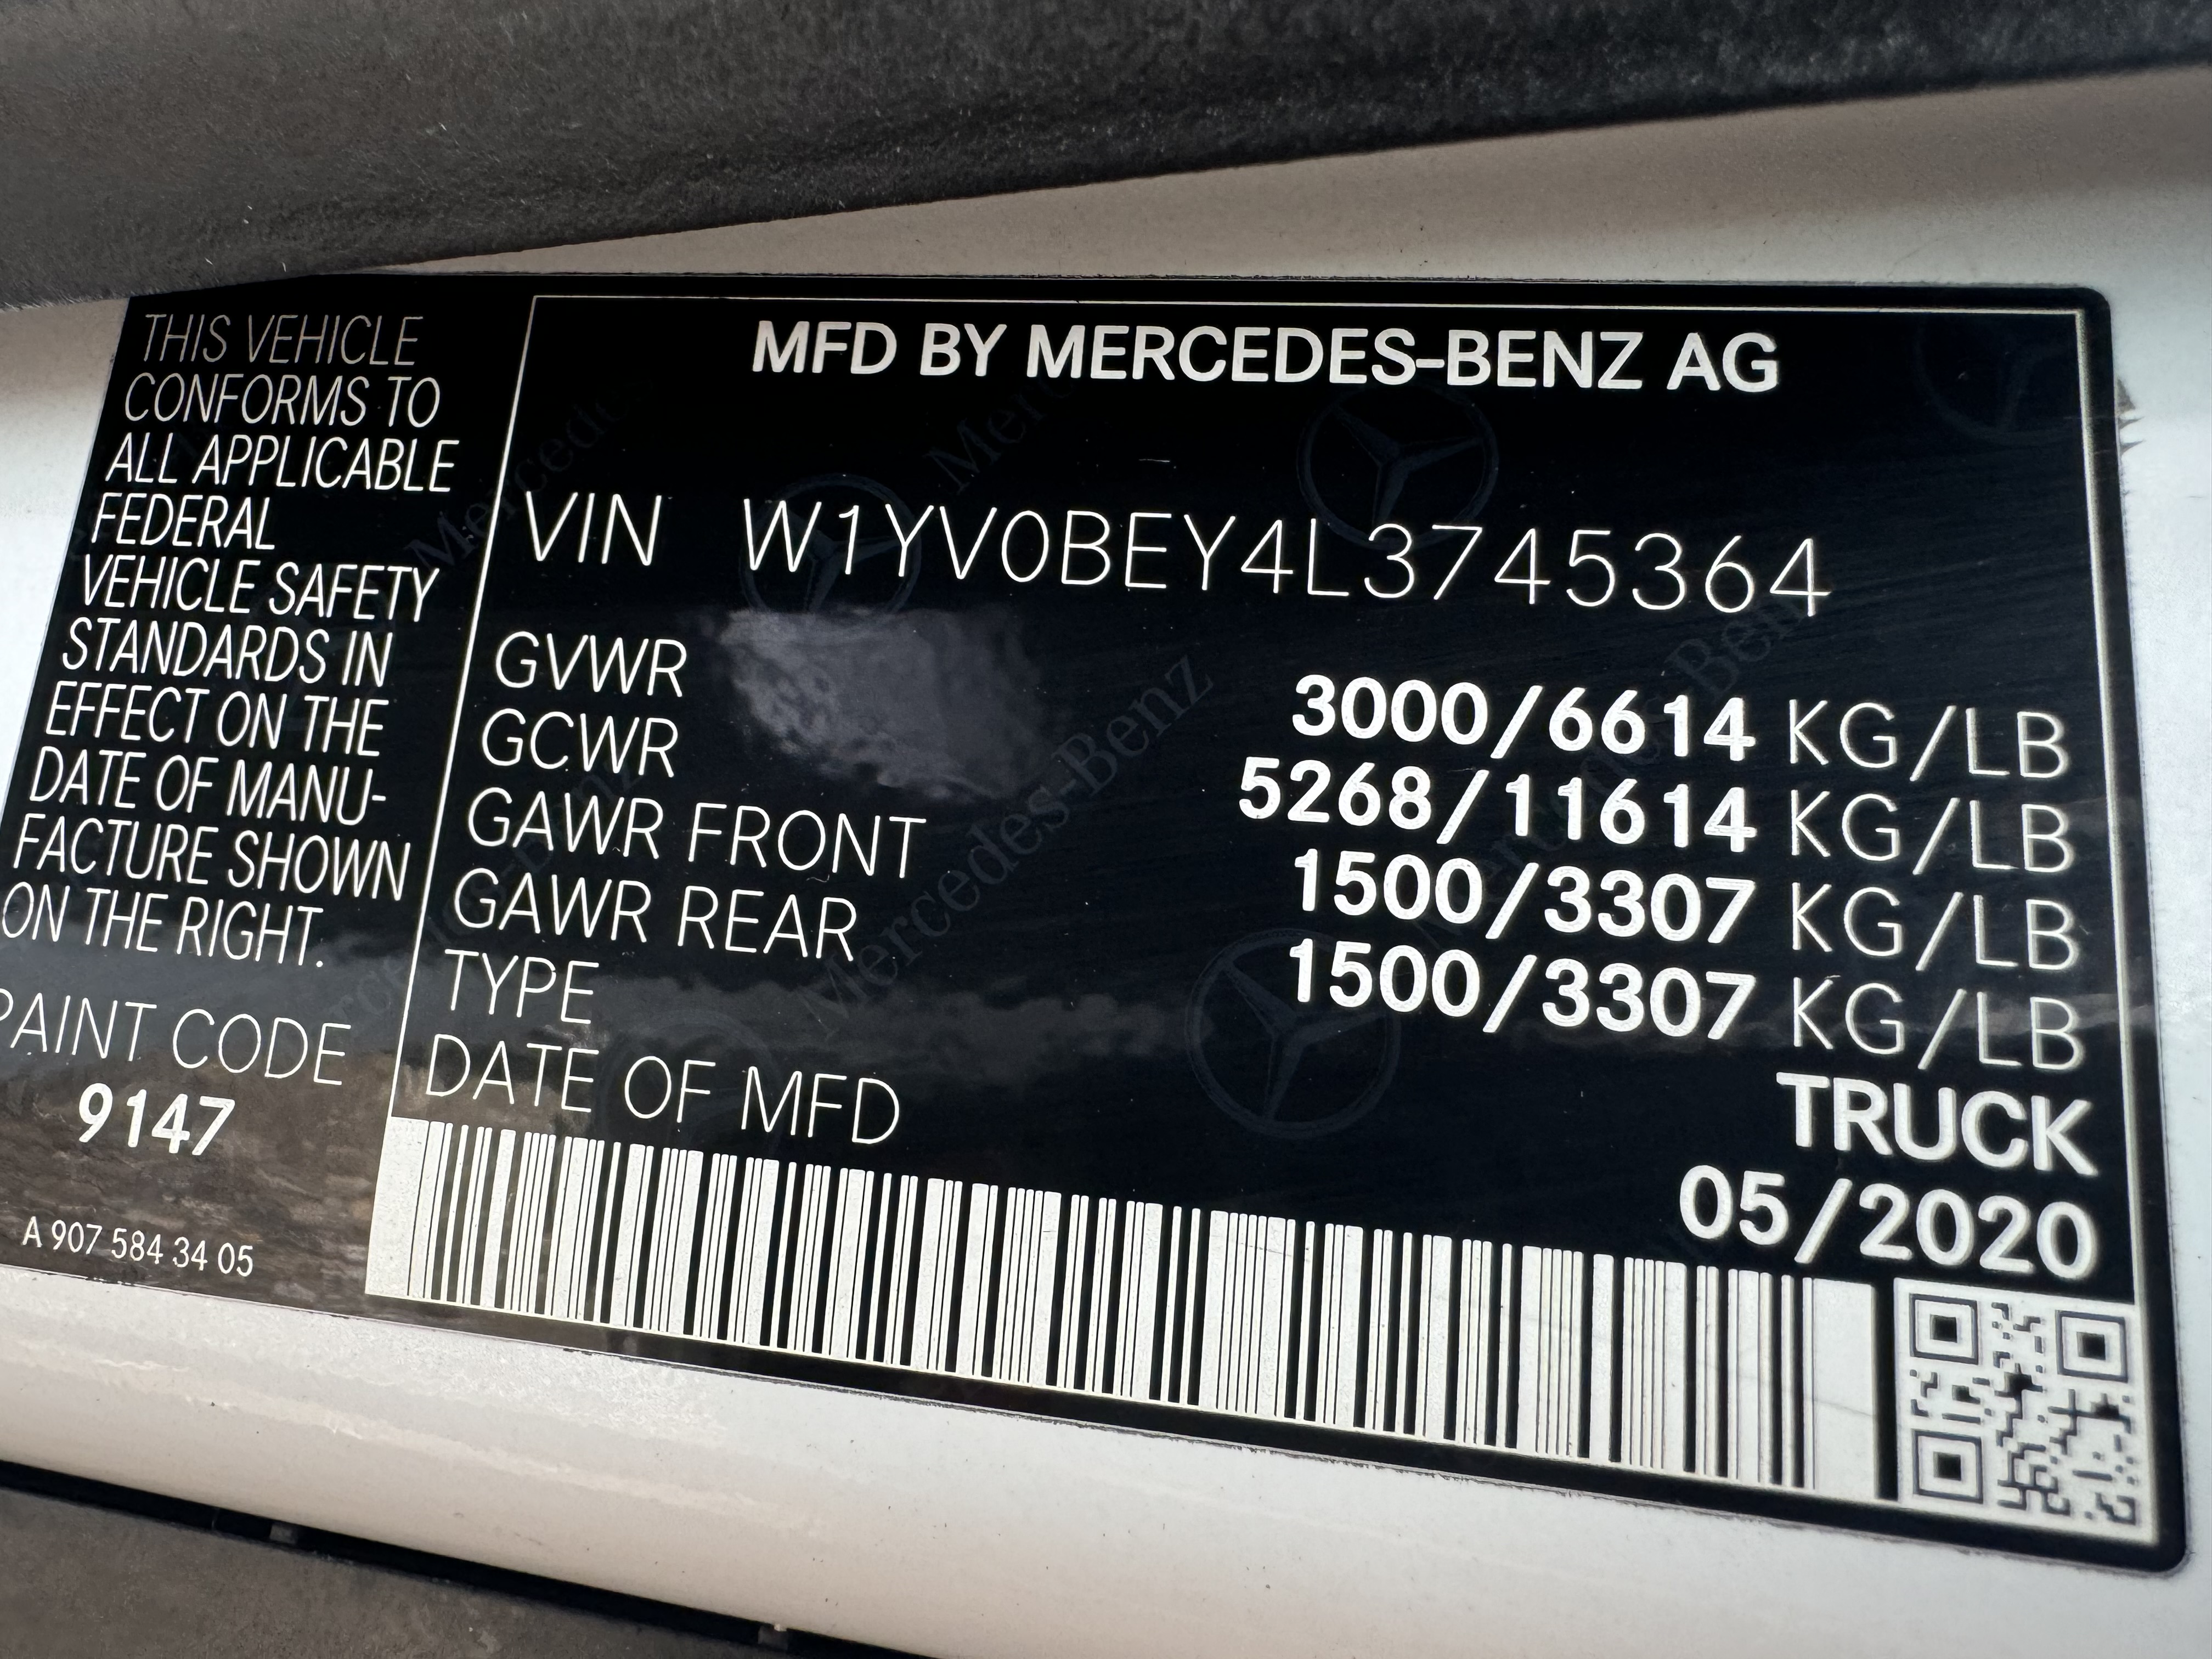 THIS VEHICLE
CONFORMS TO
ALL APPLICABLE
FEDERAL
VEHICLE SAFETY
STANDARDS IN
EFFECT ON THE
DATE OF MANU-
FACTURE SHOWN
ON THE RIGHT.
PAINT CODE
9147
A 907 584 34 05
MFD BY MERCEDES-BENZ AG
VIN W1YV0BEY4L3745364
GVWR 3000/6614 KG/LB
GCWR 5268/11614 KG/LB
GAWR FRONT 1500/3307 KG/LB
GAWR REAR 1500/3307 KG/LB
TYPE TRUCK
DATE OF MFD 05/2020